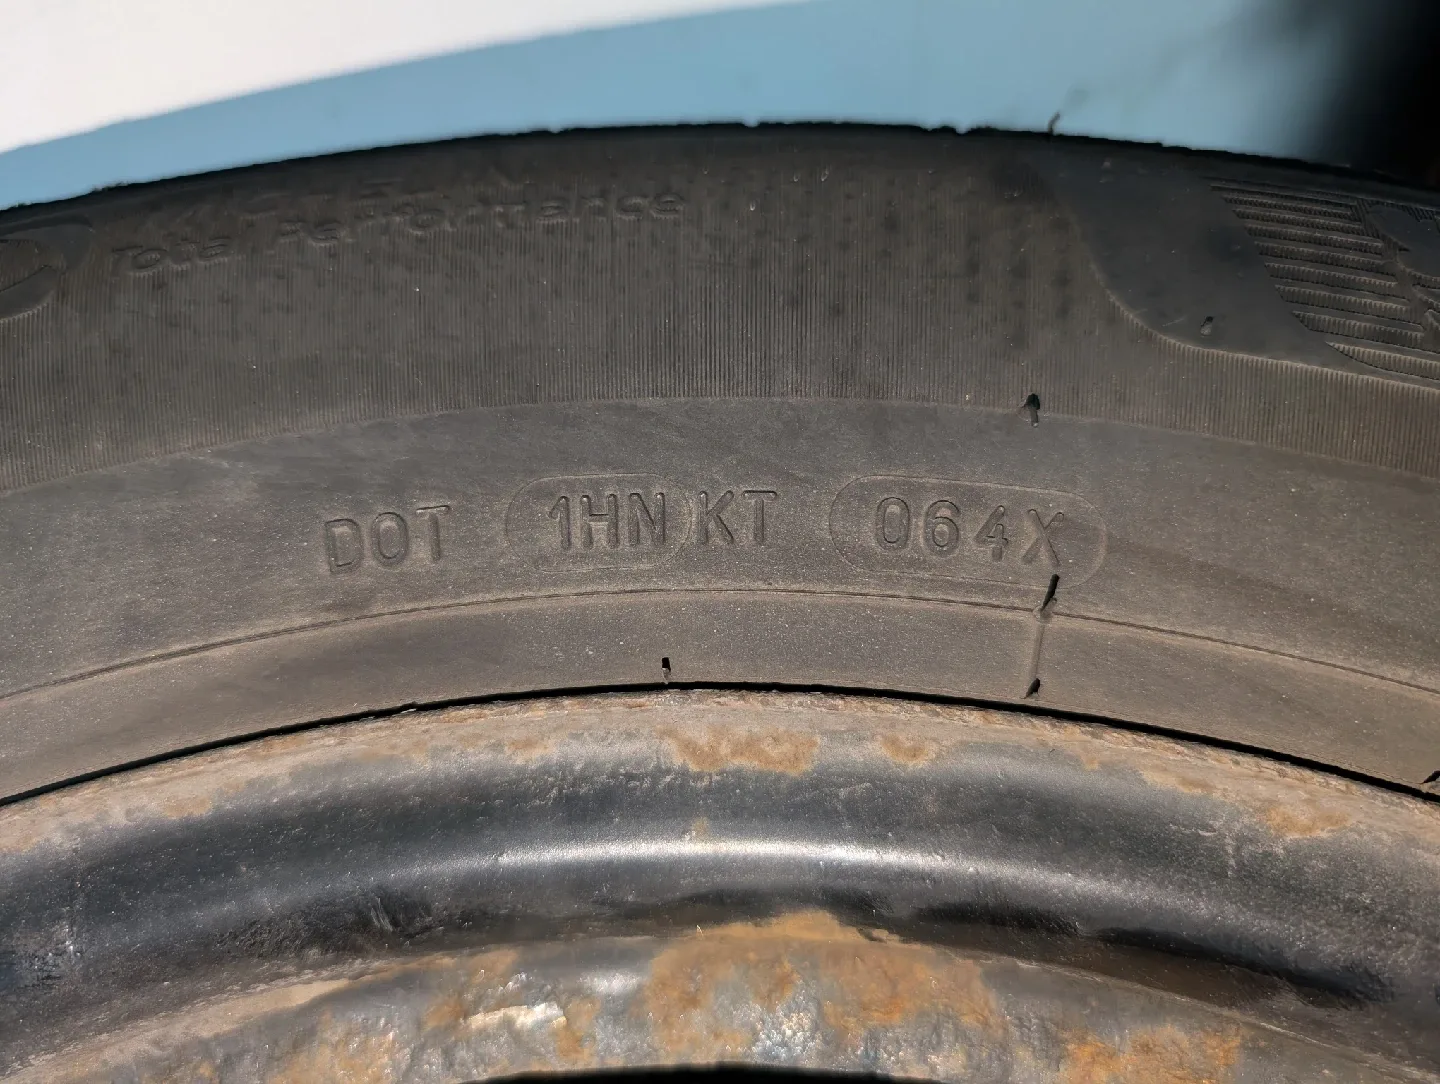 Total Performance
DOT 1HN KT 064X